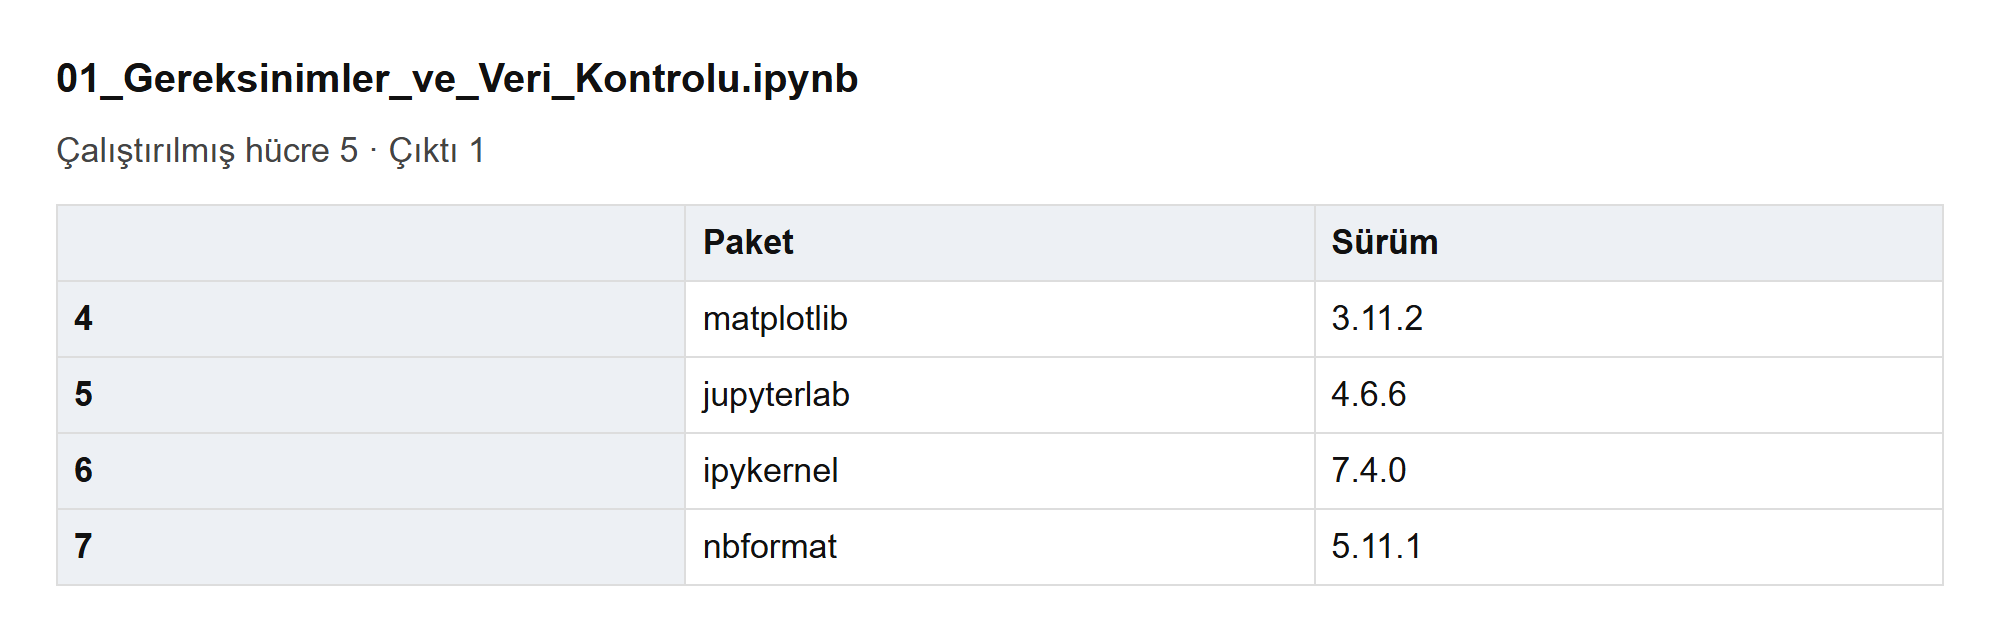 01_Gereksinimler_ve_Veri_Kontrolu.ipynb
Çalıştırılmış hücre 5 · Çıktı 1
Paket Sürüm
4 matplotlib 3.11.2
5 jupyterlab 4.6.6
6 ipykernel 7.4.0
7 nbformat 5.11.1